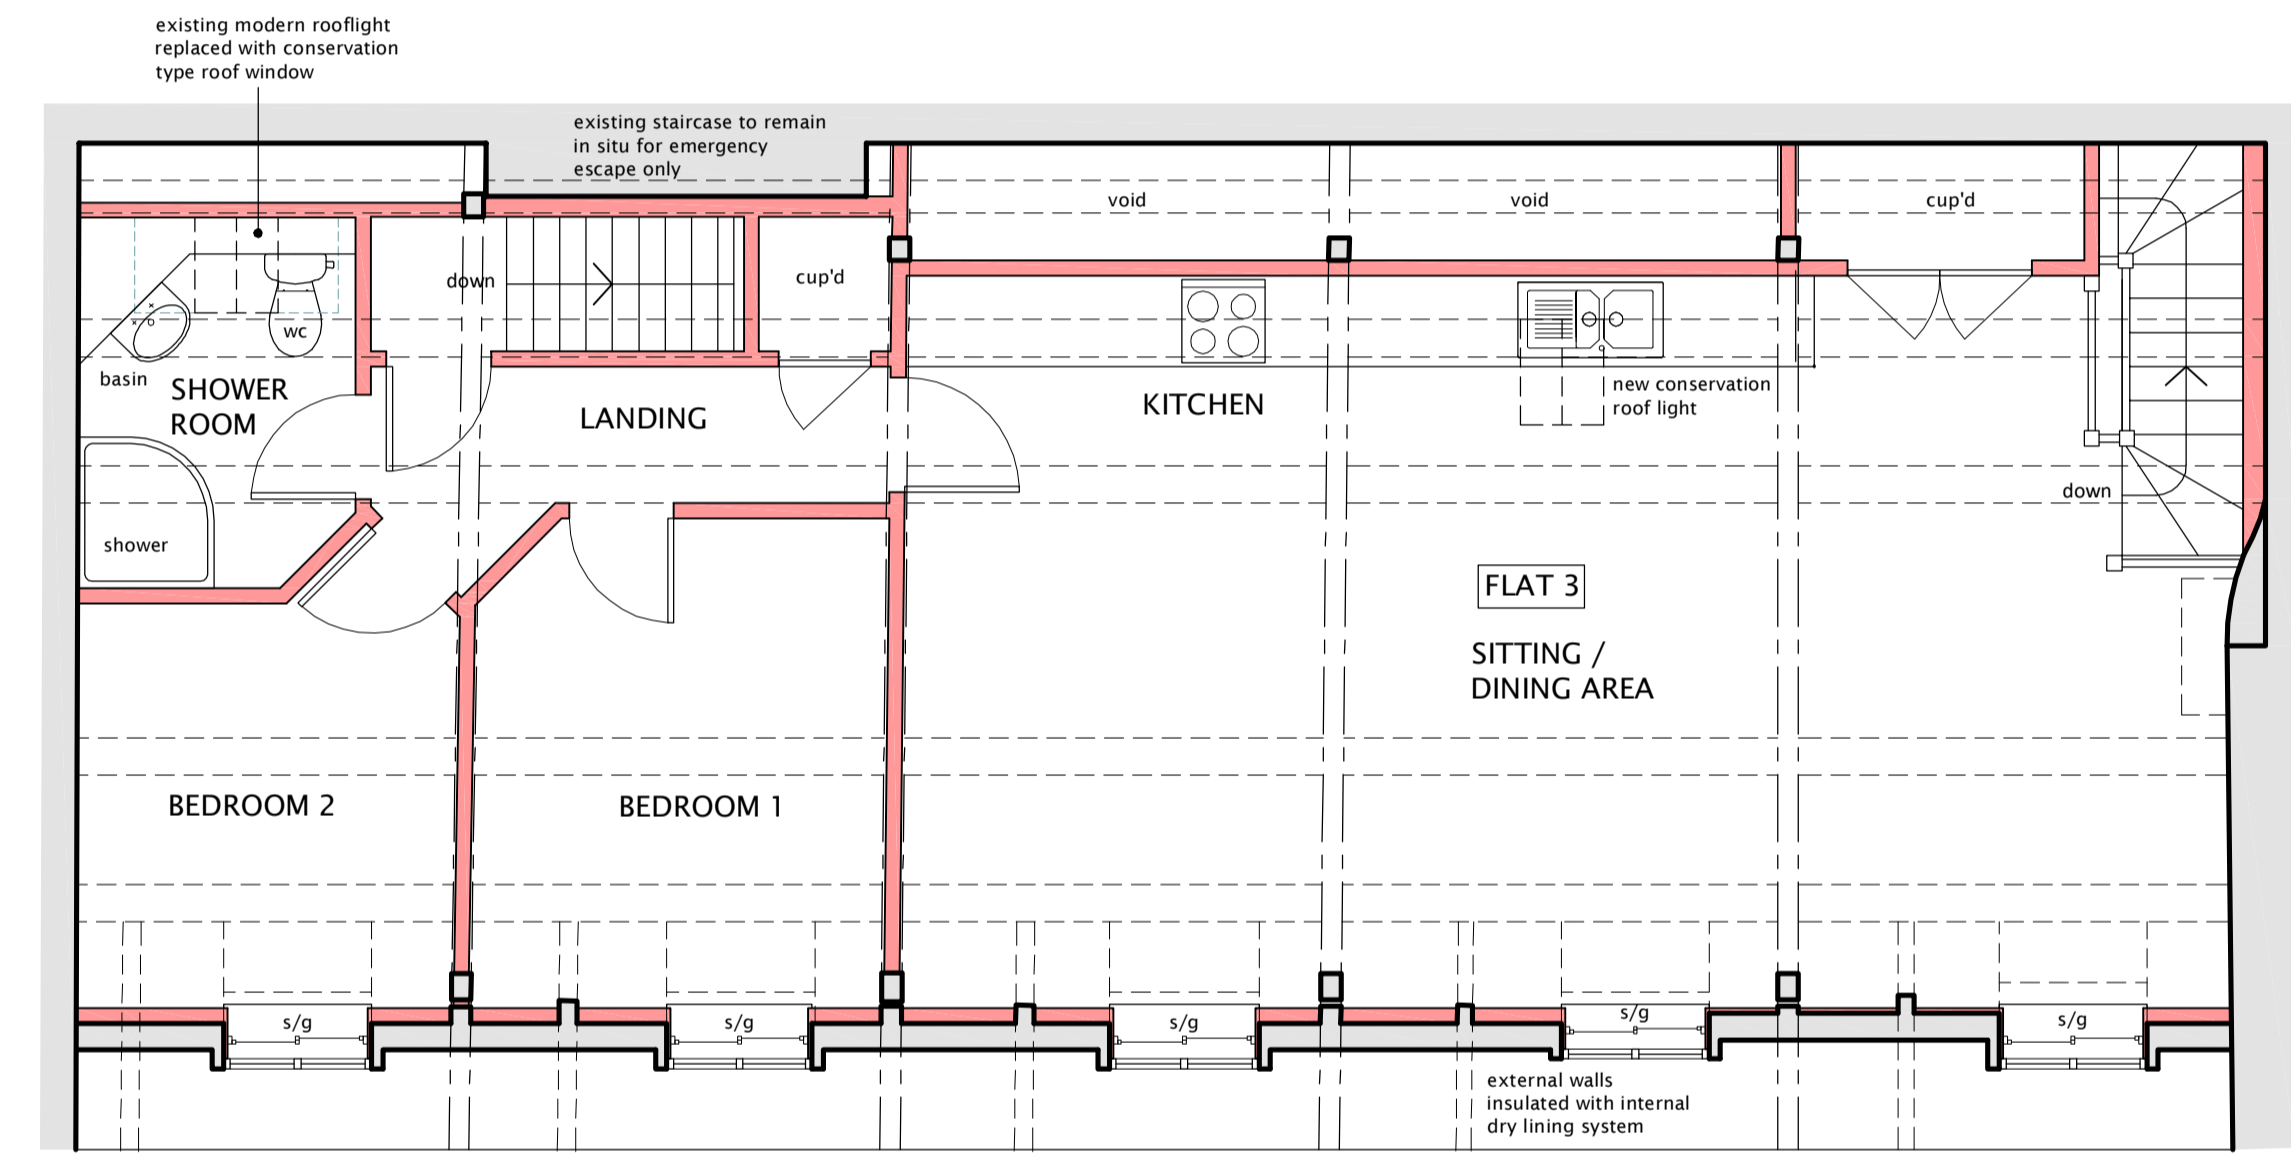 existing modern rooflight
replaced with conservation
type roof window
existing staircase to remain
in situ for emergency
escape only
void
void
cup'd
down
cup'd
wc
basin
SHOWER
ROOM
LANDING
KITCHEN
new conservation
roof light
down
shower
FLAT 3
SITTING /
DINING AREA
BEDROOM 2
BEDROOM 1
s/g
s/g
s/g
s/g
s/g
external walls
insulated with internal
dry lining system